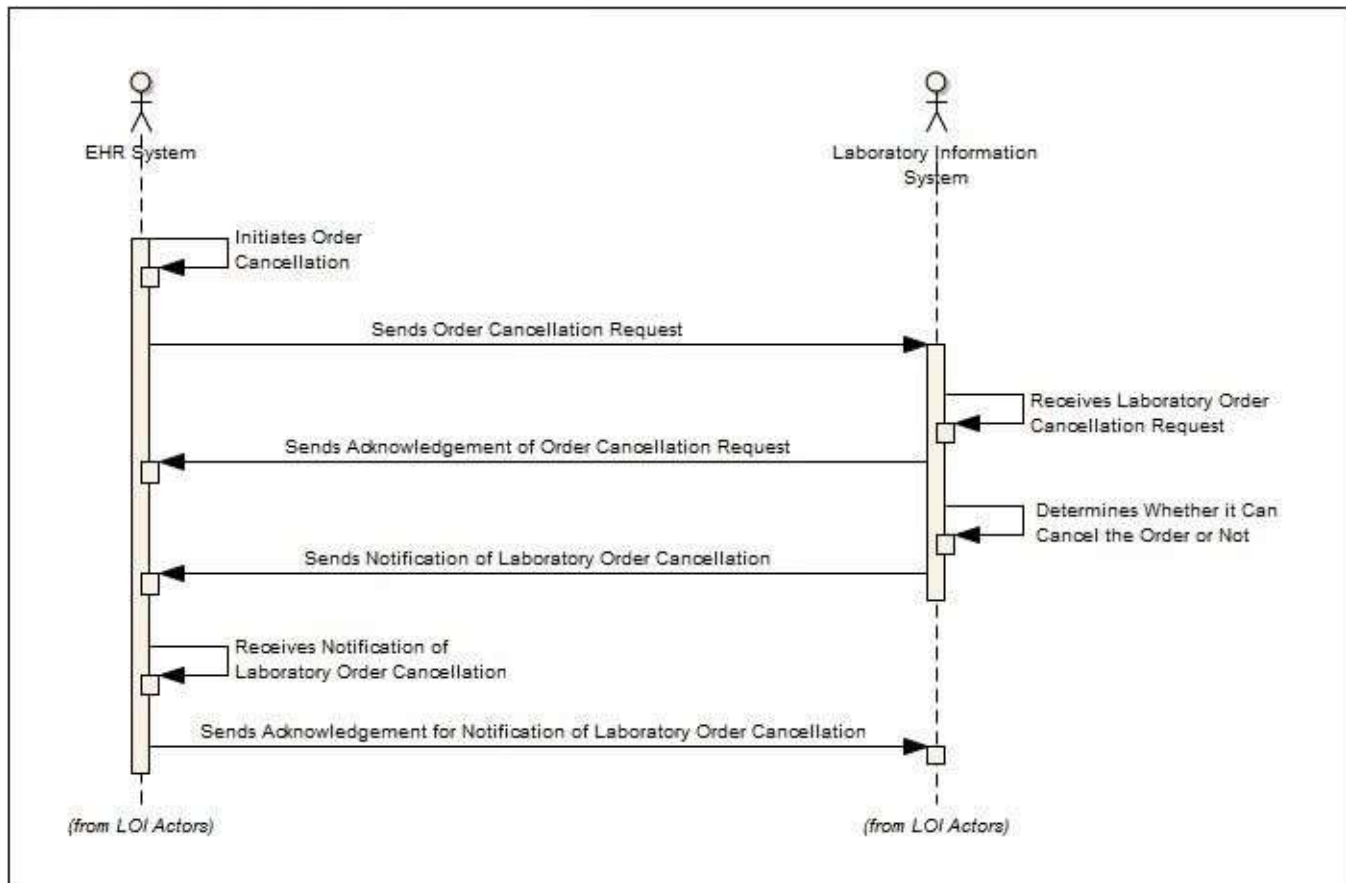 EHR System
Laboratory Information
System
Initiates Order
Cancellation
Sends Order Cancellation Request
Receives Laboratory Order
Cancellation Request
Sends Acknowledgement of Order Cancellation Request
Determines Whether it Can
Cancel the Order or Not
Sends Notification of Laboratory Order Cancellation
Receives Notification of
Laboratory Order Cancellation
Sends Acknowledgement for Notification of Laboratory Order Cancellation
(from LOI Actors)
(from LOI Actors)